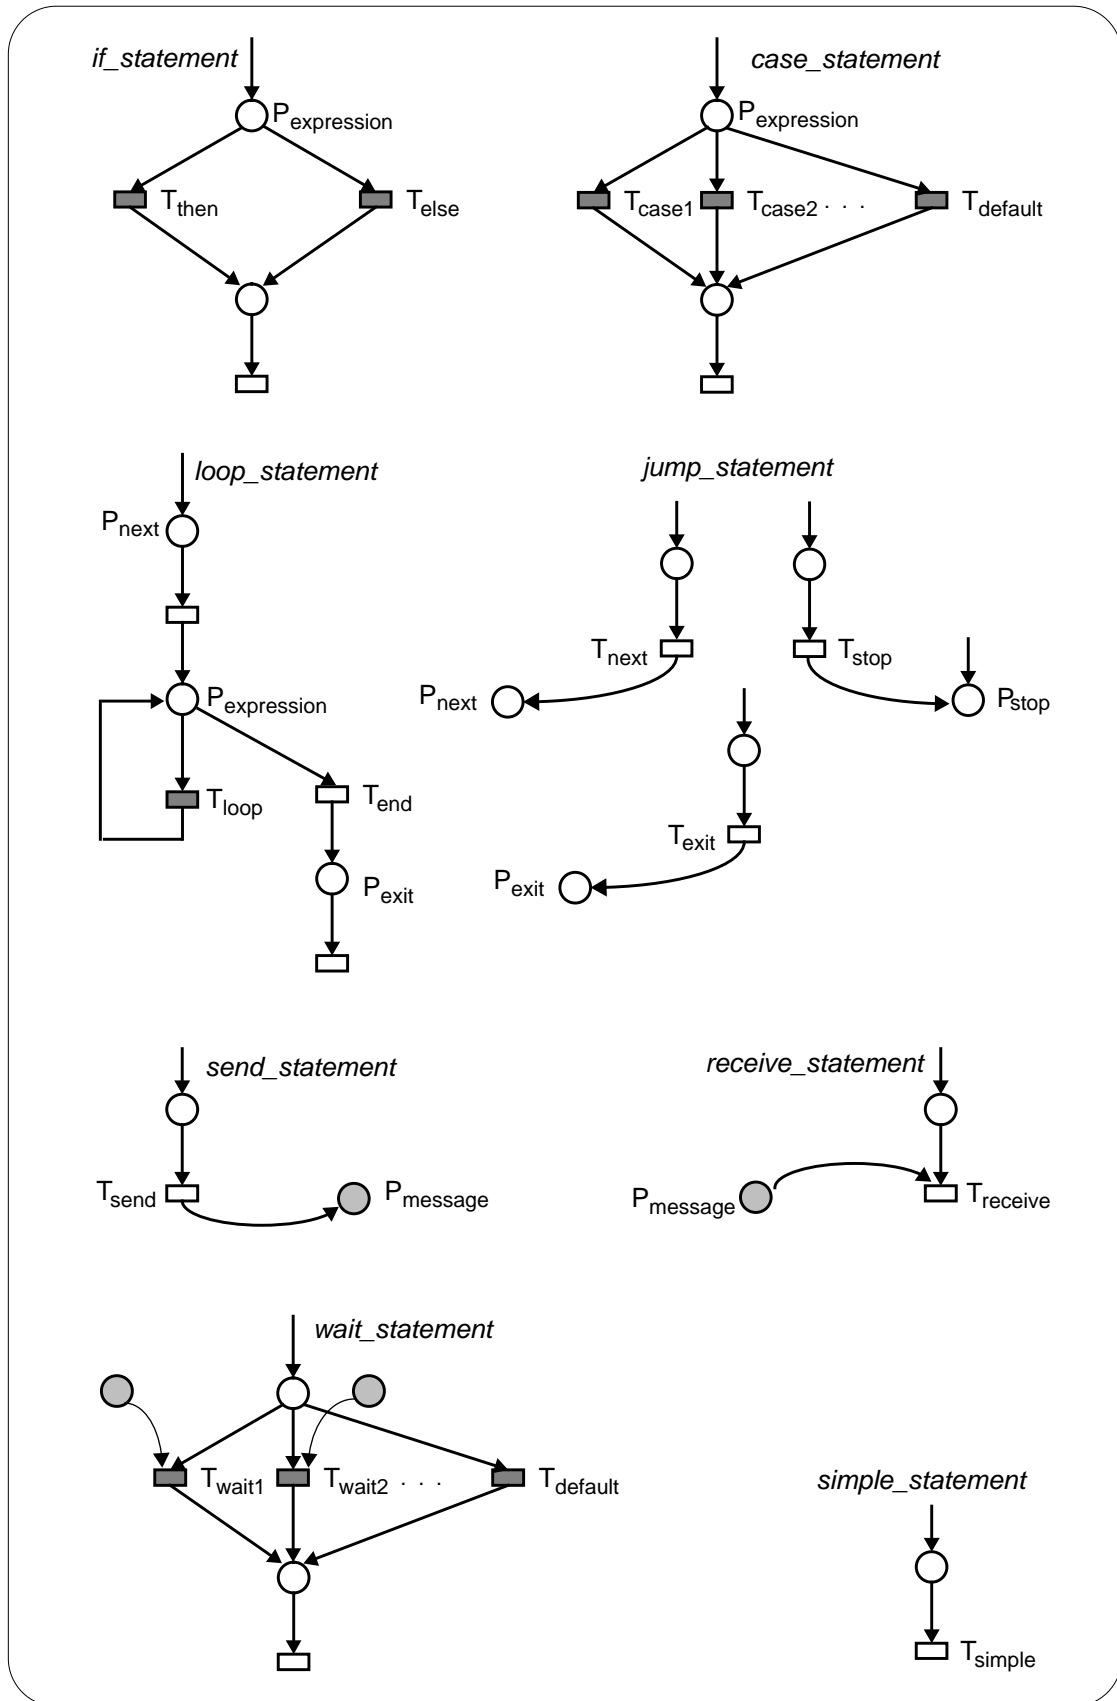 if_statement
case_statement
Pexpression
Pexpression
Tthen
Telse
Tcase1
Tcase2 . . .
Tdefault
loop_statement
jump_statement
Pnext
Tnext
Tstop
Pexpression
Pnext
Pstop
Tloop
Tend
Texit
Pexit
Pexit
send_statement
receive_statement
Tsend
Pmessage
Pmessage
Treceive
wait_statement
Twait1
Twait2 . . .
Tdefault
simple_statement
Tsimple